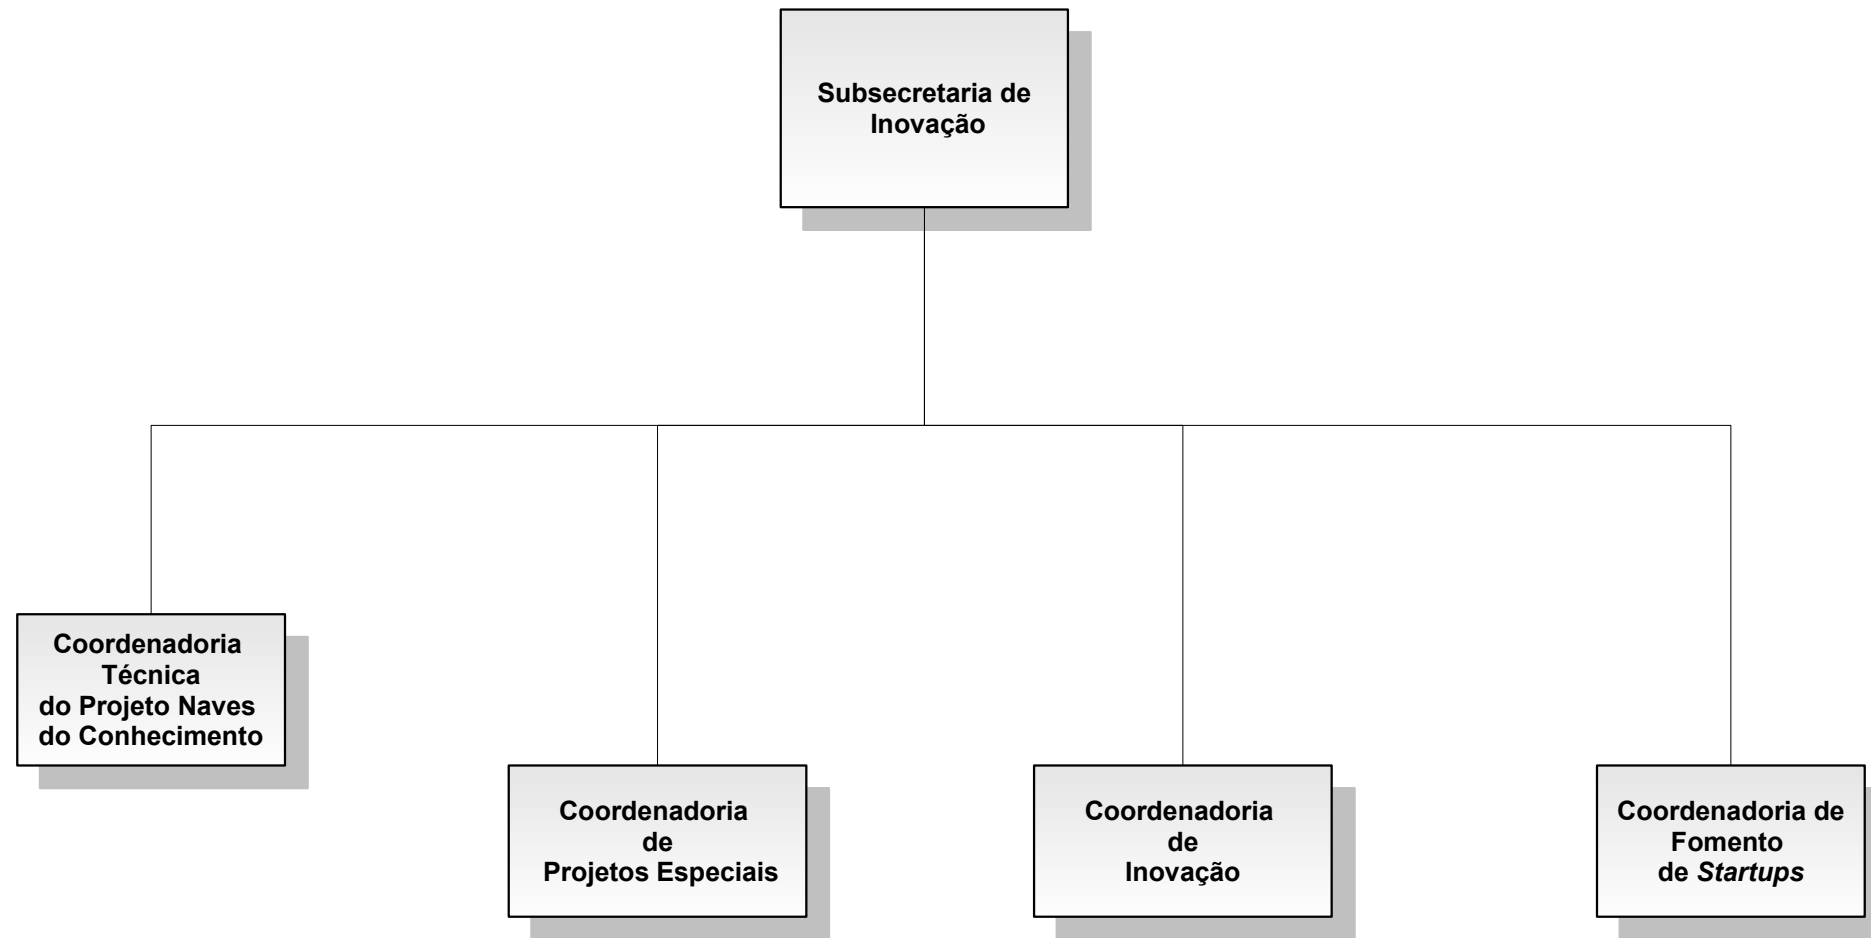 Subsecretaria de
Inovação
Coordenadoria
Técnica
do Projeto Naves
do Conhecimento
Coordenadoria
de
Projetos Especiais
Coordenadoria
de
Inovação
Coordenadoria de
Fomento
de Startups